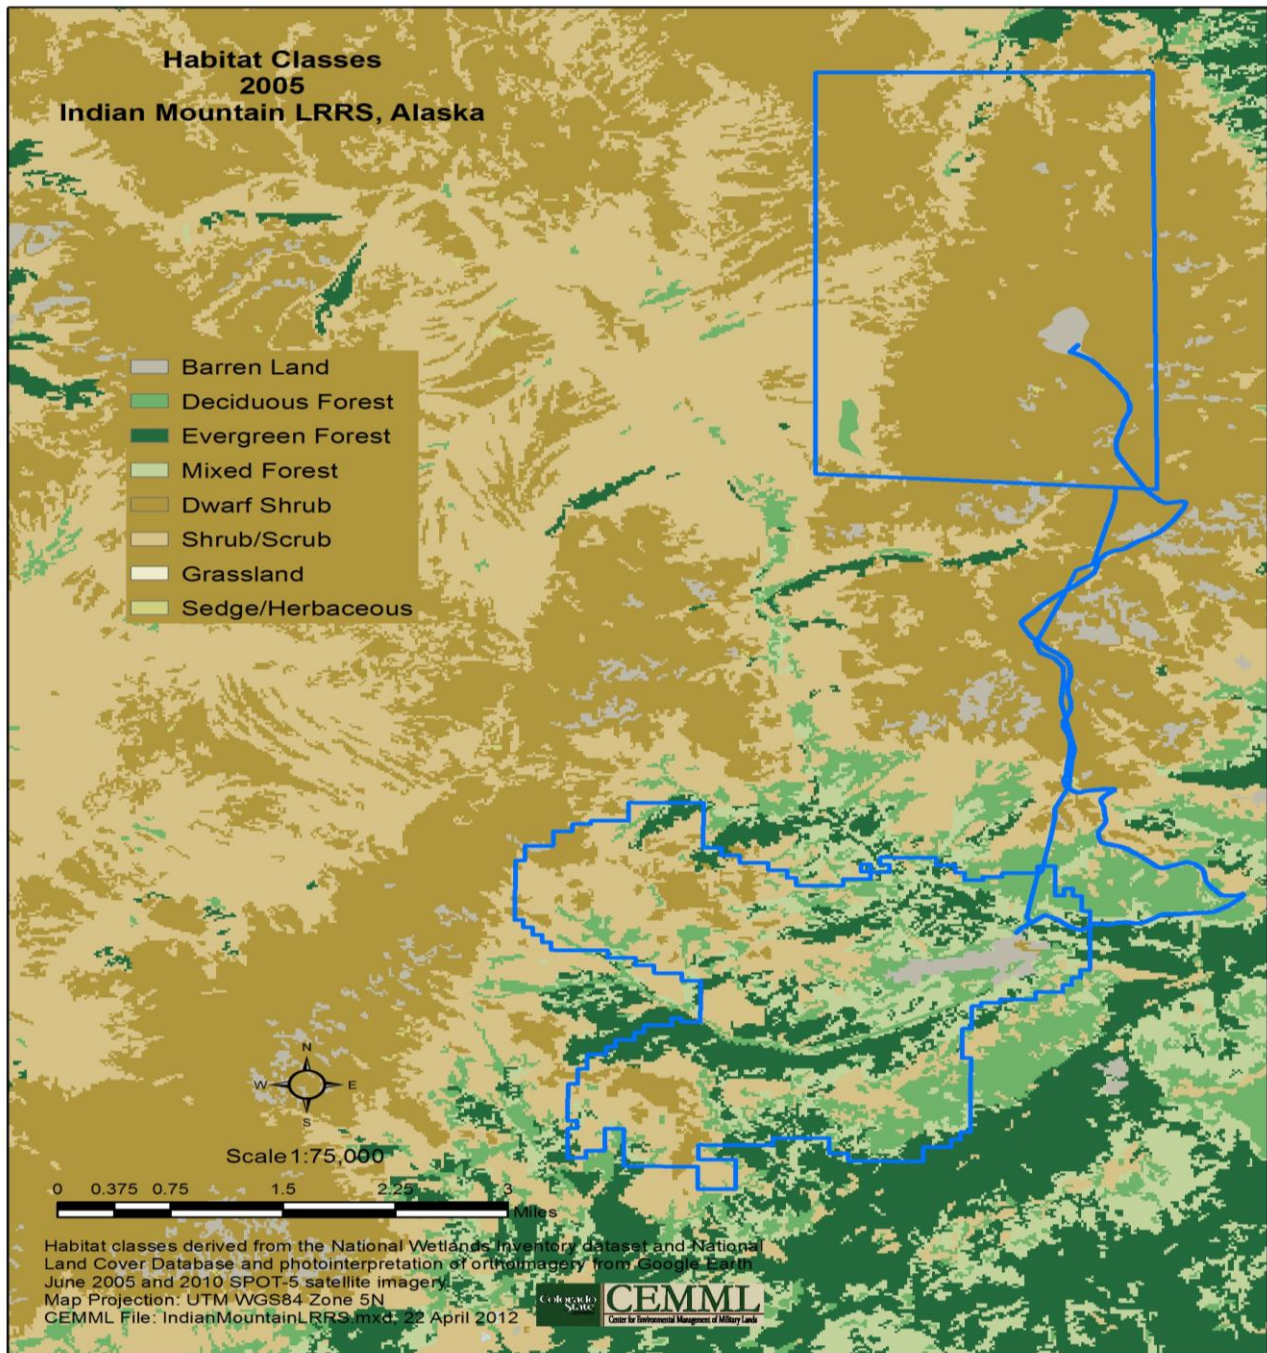 Habitat Classes
2005
Indian Mountain LRRS, Alaska
Barren Land
Deciduous Forest
Evergreen Forest
Mixed Forest
Dwarf Shrub
Shrub/Scrub
Grassland
Sedge/Herbaceous
N
W E
S
Scale 1:75,000
0 0.375 0.75 1.5 2.25 3
Miles
Habitat classes derived from the National Wetlands Inventory dataset and National
Land Cover Database and photointerpretation of orthoimagery from Google Earth
June 2005 and 2010 SPOT-5 satellite imagery.
Map Projection: UTM WGS84 Zone 5N
CEMML File: IndianMountainLRRS.mxd, 22 April 2012
Colorado
State
CEMML
Center for Environmental Management of Military Lands